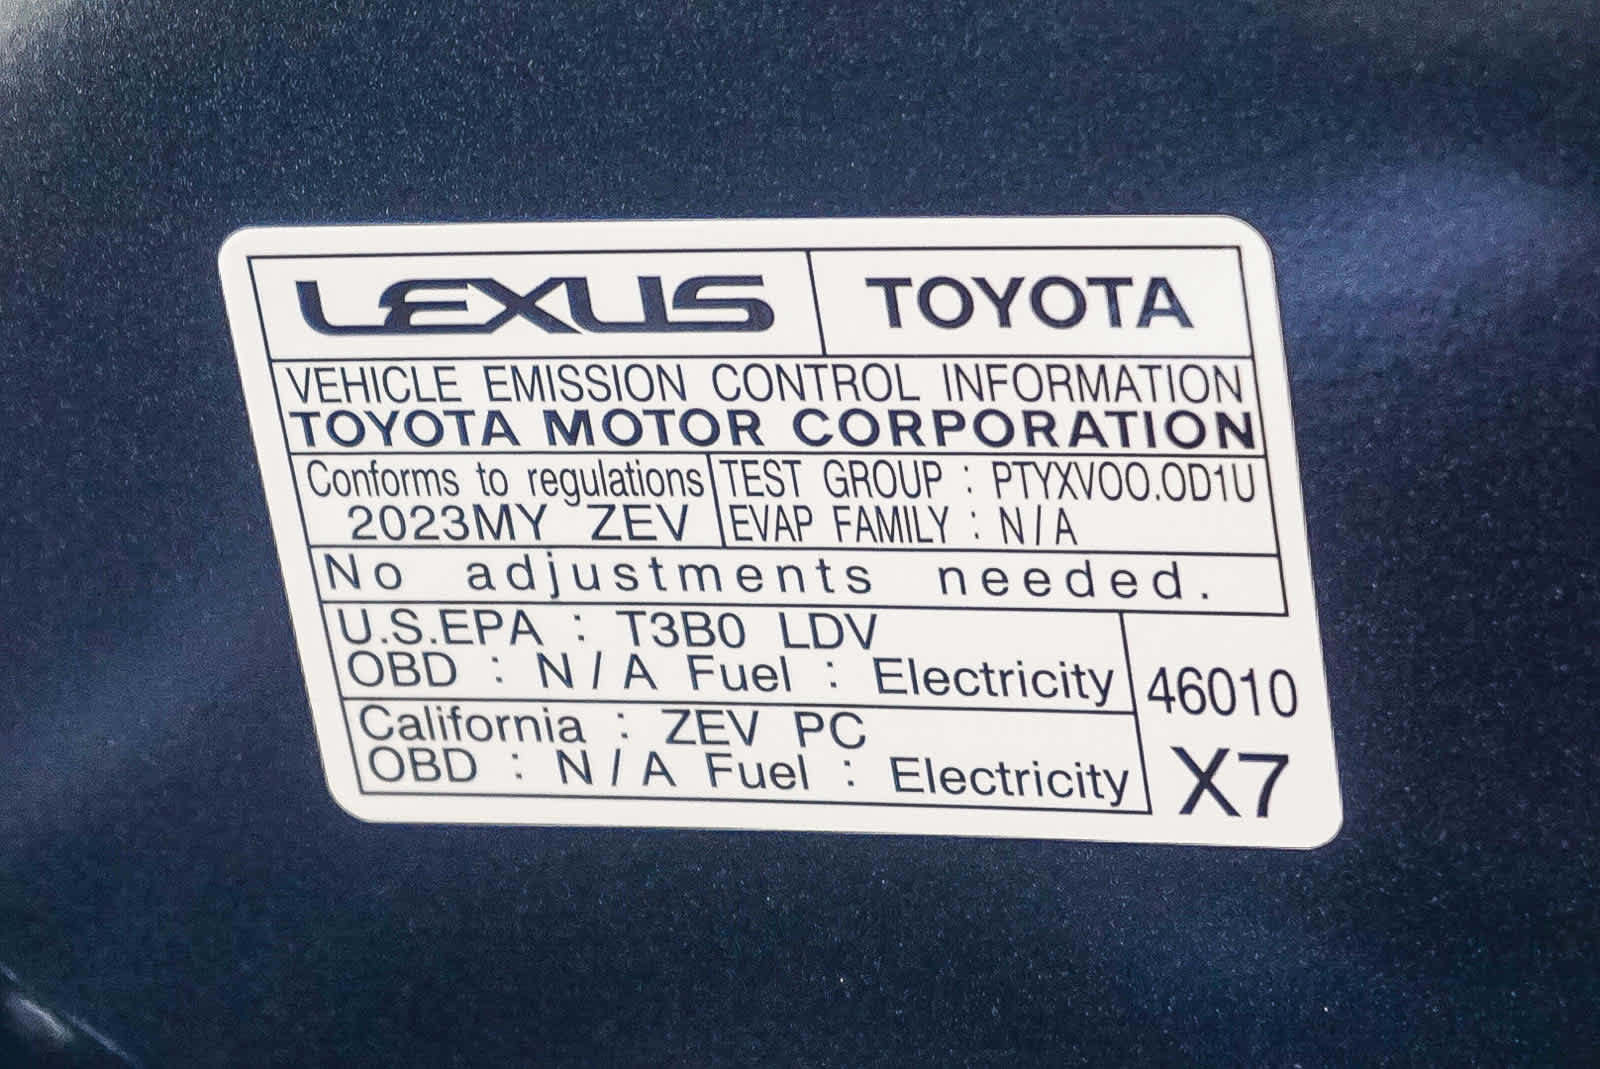 LEXUS TOYOTA
VEHICLE EMISSION CONTROL INFORMATION
TOYOTA MOTOR CORPORATION
Conforms to regulations
2023MY ZEV
TEST GROUP : PTYXV00.0D1U
EVAP FAMILY : N/A
No adjustments needed.
U.S.EPA : T3B0 LDV
OBD : N/A Fuel : Electricity
California : ZEV PC
OBD : N/A Fuel : Electricity
46010
X7